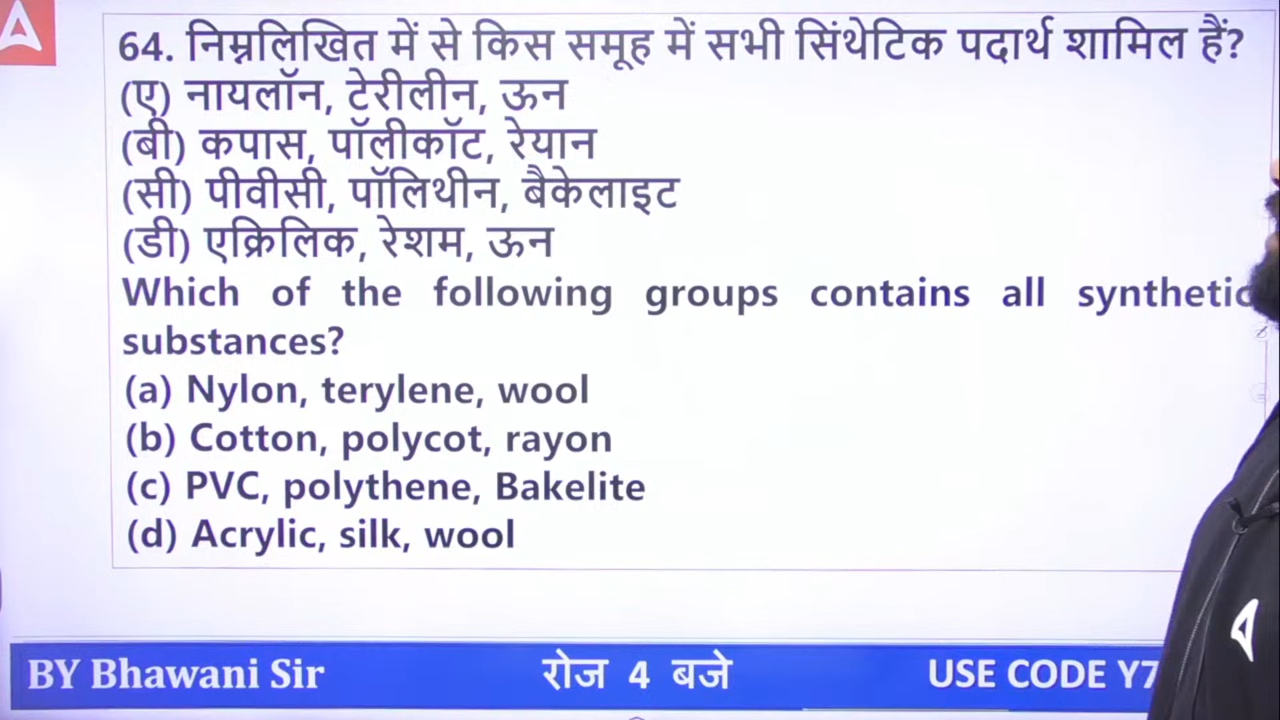 64. निम्नलिखित में से किस समूह में सभी सिंथेटिक पदार्थ शामिल हैं?
(ए) नायलॉन, टेरीलीन, ऊन
(बी) कपास, पॉलीकॉट, रेयान
(सी) पीवीसी, पॉलिथीन, बैकेलाइट
(डी) एक्रिलिक, रेशम, ऊन
Which of the following groups contains all synthetic
substances?
(a) Nylon, terylene, wool
(b) Cotton, polycot, rayon
(c) PVC, polythene, Bakelite
(d) Acrylic, silk, wool
BY Bhawani Sir रोज 4 बजे USE CODE Y7